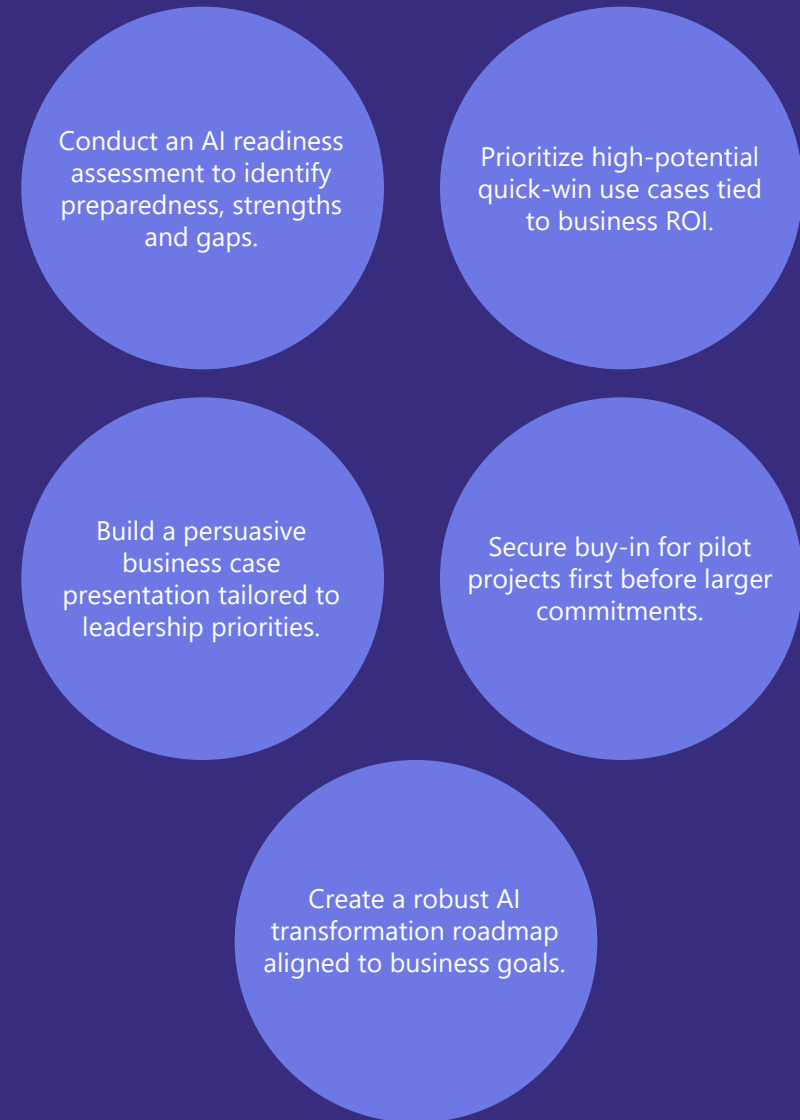 Conduct an AI readiness
assessment to identify
preparedness, strengths
and gaps.
Prioritize high-potential
quick-win use cases tied
to business ROI.
Build a persuasive
business case
presentation tailored to
leadership priorities.
Secure buy-in for pilot
projects first before larger
commitments.
Create a robust AI
transformation roadmap
aligned to business goals.